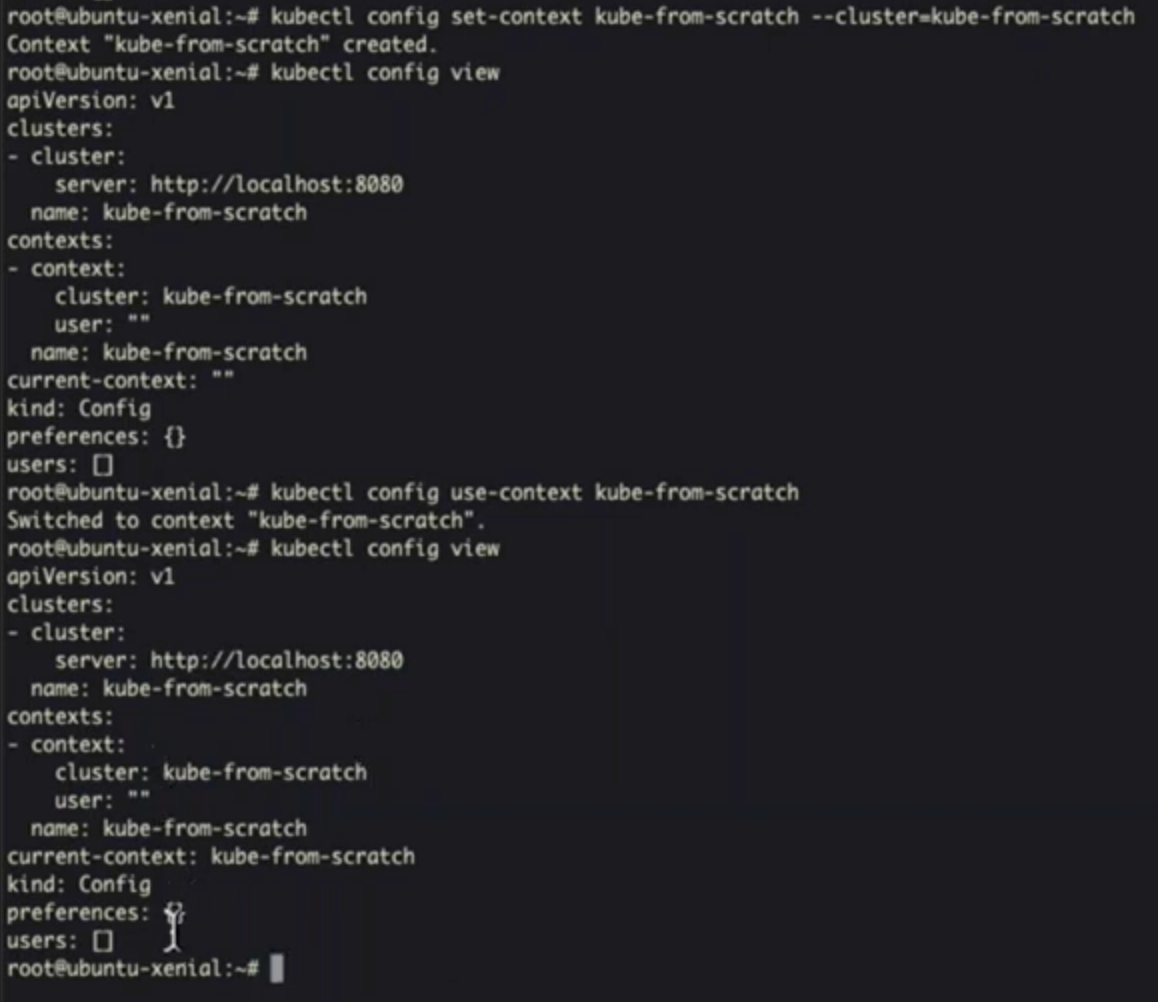 root@ubuntu-xenial:~# kubectl config set-context kube-from-scratch --cluster=kube-from-scratch
Context "kube-from-scratch" created.
root@ubuntu-xenial:~# kubectl config view
apiVersion: v1
clusters:
- cluster:
    server: http://localhost:8080
  name: kube-from-scratch
contexts:
- context:
    cluster: kube-from-scratch
    user: ""
  name: kube-from-scratch
current-context: ""
kind: Config
preferences: {}
users: []
root@ubuntu-xenial:~# kubectl config use-context kube-from-scratch
Switched to context "kube-from-scratch".
root@ubuntu-xenial:~# kubectl config view
apiVersion: v1
clusters:
- cluster:
    server: http://localhost:8080
  name: kube-from-scratch
contexts:
- context:
    cluster: kube-from-scratch
    user: ""
  name: kube-from-scratch
current-context: kube-from-scratch
kind: Config
preferences: {}
users: []
root@ubuntu-xenial:~#